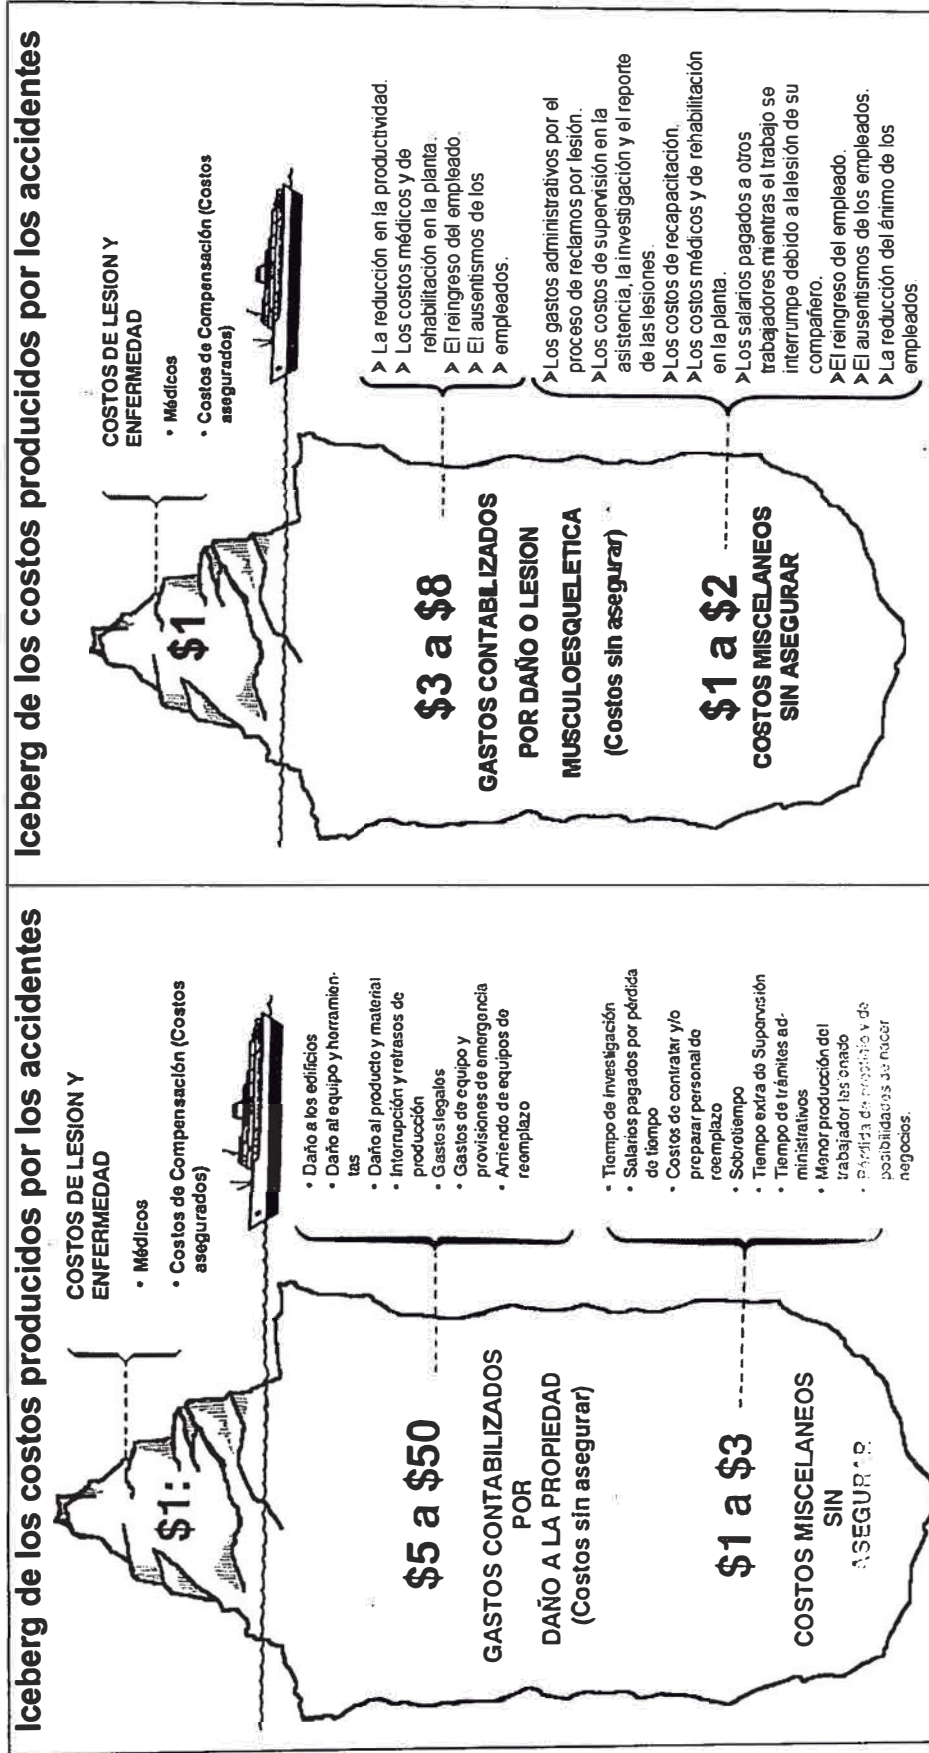 Iceberg de los costos producidos por los accidentes
COSTOS DE LESION Y
ENFERMEDAD
• Médicos
• Costos de Compensación (Costos
asegurados)
$1:
$5 a $50
GASTOS CONTABILIZADOS
POR
DAÑO A LA PROPIEDAD
(Costos sin asegurar)
• Daño a los edificios
• Daño al equipo y herramien-
tas
• Daño al producto y material
• Interrupción y retrasos de
producción
• Gastos legales
• Gastos de equipo y
provisiones de emergencia
• Arriendo de equipos de
reemplazo
$1 a $3
COSTOS MISCELANEOS
SIN
ASEGURAR
• Tiempo de investigación
• Salarios pagados por pérdida
de tiempo
• Costos de contratar y/o
preparar personal de
reemplazo
• Sobretiempo
• Tiempo extra de Supervisión
• Tiempo de trámites ad-
ministrativos
• Menor producción del
trabajador lesionado
• Pérdida de prestigio y de
posibilidades de hacer
negocios.
Iceberg de los costos producidos por los accidentes
COSTOS DE LESION Y
ENFERMEDAD
• Médicos
• Costos de Compensación (Costos
asegurados)
$1
$3 a $8
GASTOS CONTABILIZADOS
POR DAÑO O LESION
MUSCULOESQUELETICA
(Costos sin asegurar)
➤ La reducción en la productividad.
➤ Los costos médicos y de
rehabilitación en la planta.
➤ El reingreso del empleado.
➤ El ausentismos de los
➤ empleados.
$1 a $2
COSTOS MISCELANEOS
SIN ASEGURAR
➤Los gastos administrativos por el
proceso de reclamos por lesión.
➤Los costos de supervisión en la
asistencia, la investigación y el reporte
de las lesiones.
➤Los costos de recapacitación.
➤Los costos médicos y de rehabilitación
en la planta.
➤Los salarios pagados a otros
trabajadores mientras el trabajo se
interrumpe debido a la lesión de su
compañero.
➤El reingreso del empleado.
➤El ausentismos de los empleados.
➤La reducción del ánimo de los
empleados.